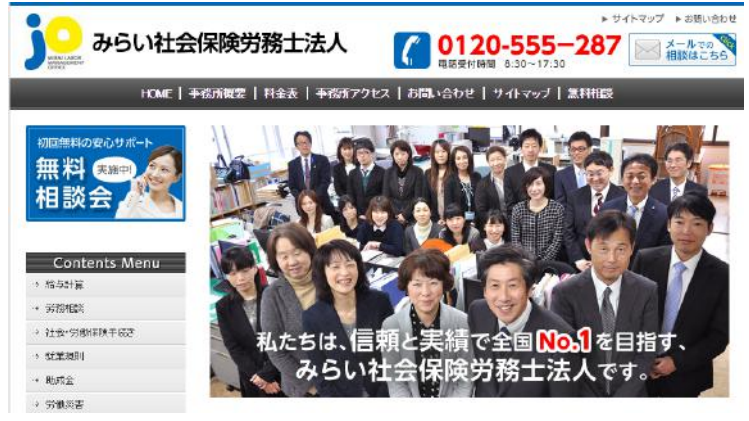 ▶ サイトマップ ▶ お問い合わせ
jo
MIRAI LABOR
MANAGEMENT
OFFICE
みらい社会保険労務士法人
0120-555-287
電話受付時間 8:30～17:30
メールでの
相談はこちら
CLICK
HOME | 事務所概要 | 料金表 | 事務所アクセス | お問い合わせ | サイトマップ | 無料相談
初回無料の安心サポート
無料
実施中!
相談会
Contents Menu
給与計算
労務相談
社会・労働保険手続き
就業規則
助成金
労働災害
私たちは、信頼と実績で全国No.1を目指す、
みらい社会保険労務士法人です。